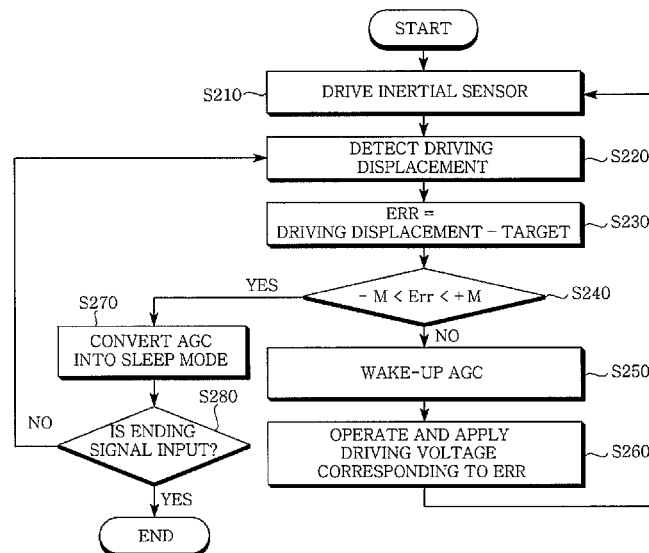 START
S210
DRIVE INERTIAL SENSOR
DETECT DRIVING
DISPLACEMENT
S220
ERR =
DRIVING DISPLACEMENT - TARGET
S230
- M < Err < +M
S240
YES
NO
S270
CONVERT AGC
INTO SLEEP MODE
WAKE-UP AGC
S250
S280
IS ENDING
SIGNAL INPUT?
NO
YES
OPERATE AND APPLY
DRIVING VOLTAGE
CORRESPONDING TO ERR
S260
END